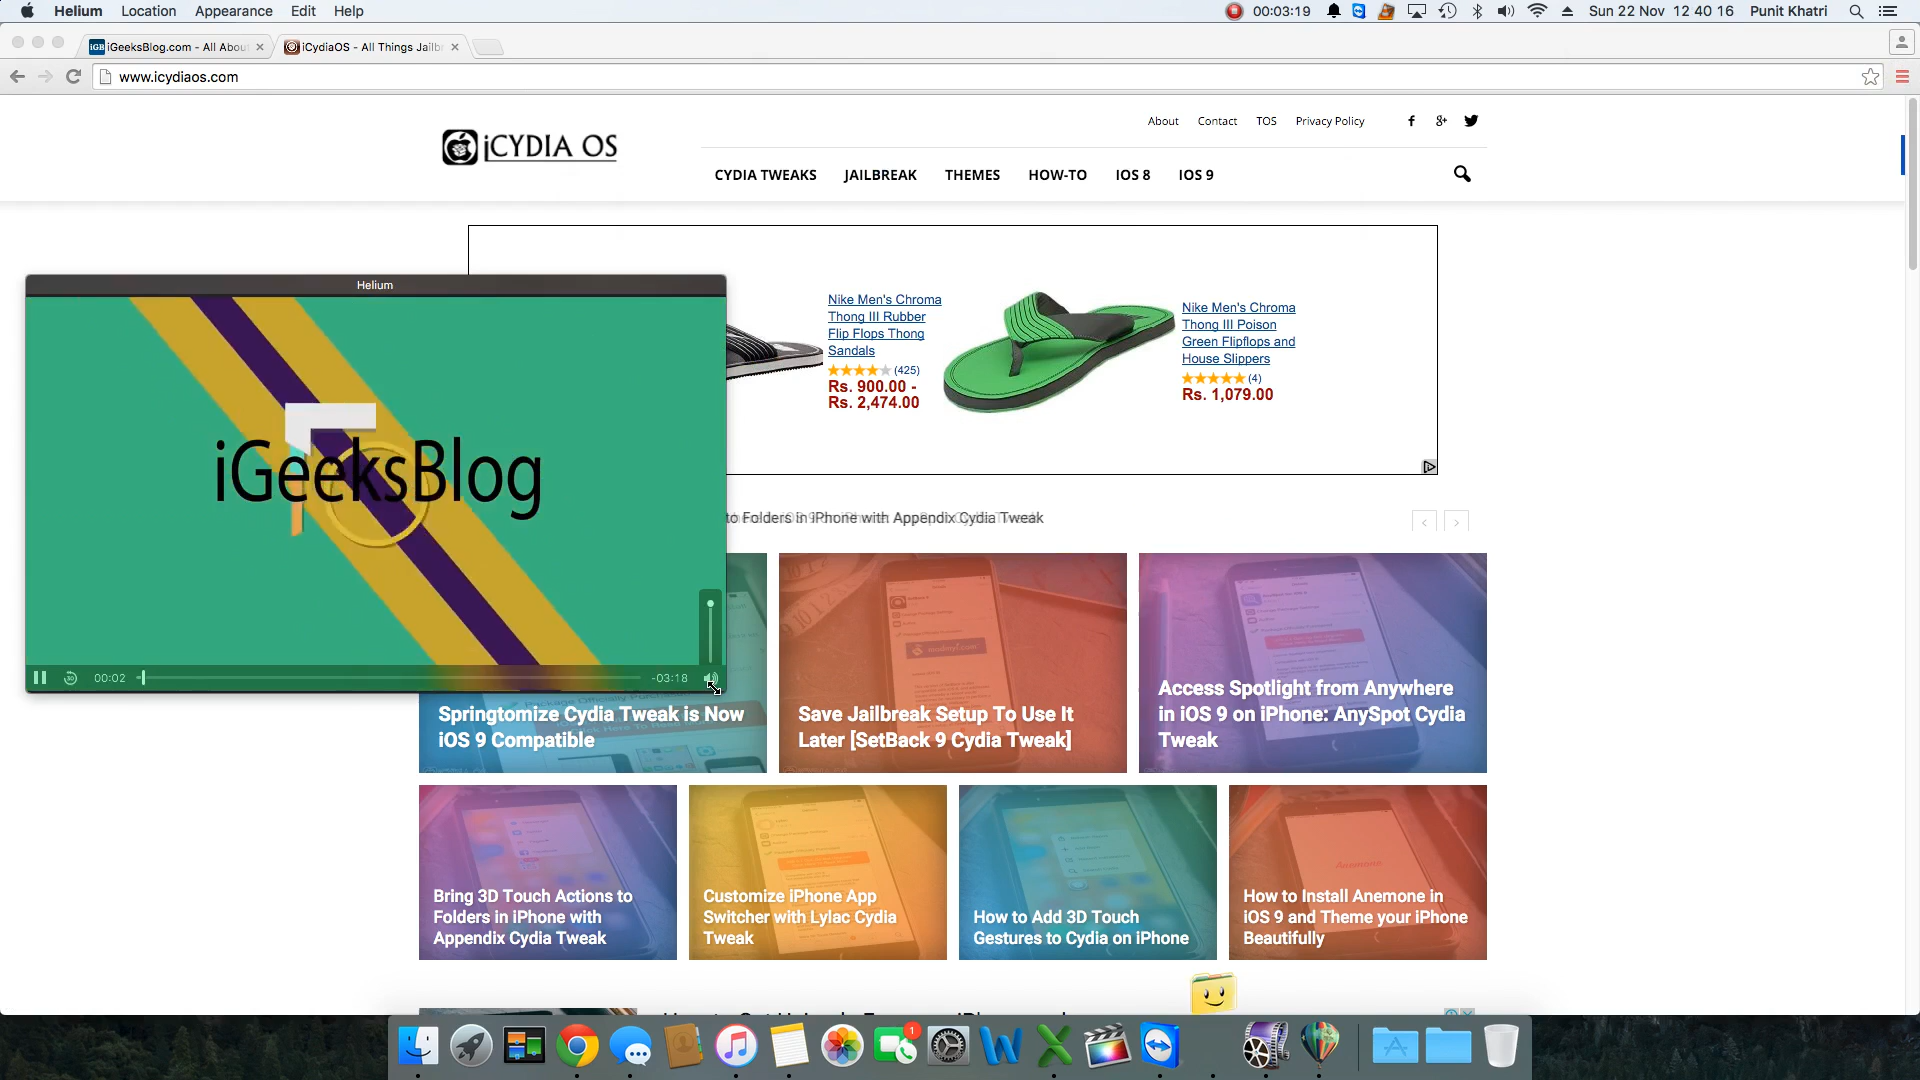 Helium Location Appearance Edit Help 00:03:19 Sun 22 Nov 12 40 16 Punit Khatri
iGeeksBlog.com - All Abou
iCydiaOS - All Things Jailbr
www.icydiaos.com
iCYDIA OS
About Contact TOS Privacy Policy
CYDIA TWEAKS JAILBREAK THEMES HOW-TO IOS 8 IOS 9
Helium
iGeeksBlog
00:02 -03:18
Nike Men's Chroma
Thong III Rubber
Flip Flops Thong
Sandals
(425)
Rs. 900.00 -
Rs. 2,474.00
Nike Men's Chroma
Thong III Poison
Green Flipflops and
House Slippers
(4)
Rs. 1,079.00
to Folders in iPhone with Appendix Cydia Tweak
Springtomize Cydia Tweak is Now
iOS 9 Compatible
Save Jailbreak Setup To Use It
Later [SetBack 9 Cydia Tweak]
Access Spotlight from Anywhere
in iOS 9 on iPhone: AnySpot Cydia
Tweak
Bring 3D Touch Actions to
Folders in iPhone with
Appendix Cydia Tweak
Customize iPhone App
Switcher with Lylac Cydia
Tweak
How to Add 3D Touch
Gestures to Cydia on iPhone
How to Install Anemone in
iOS 9 and Theme your iPhone
Beautifully
1